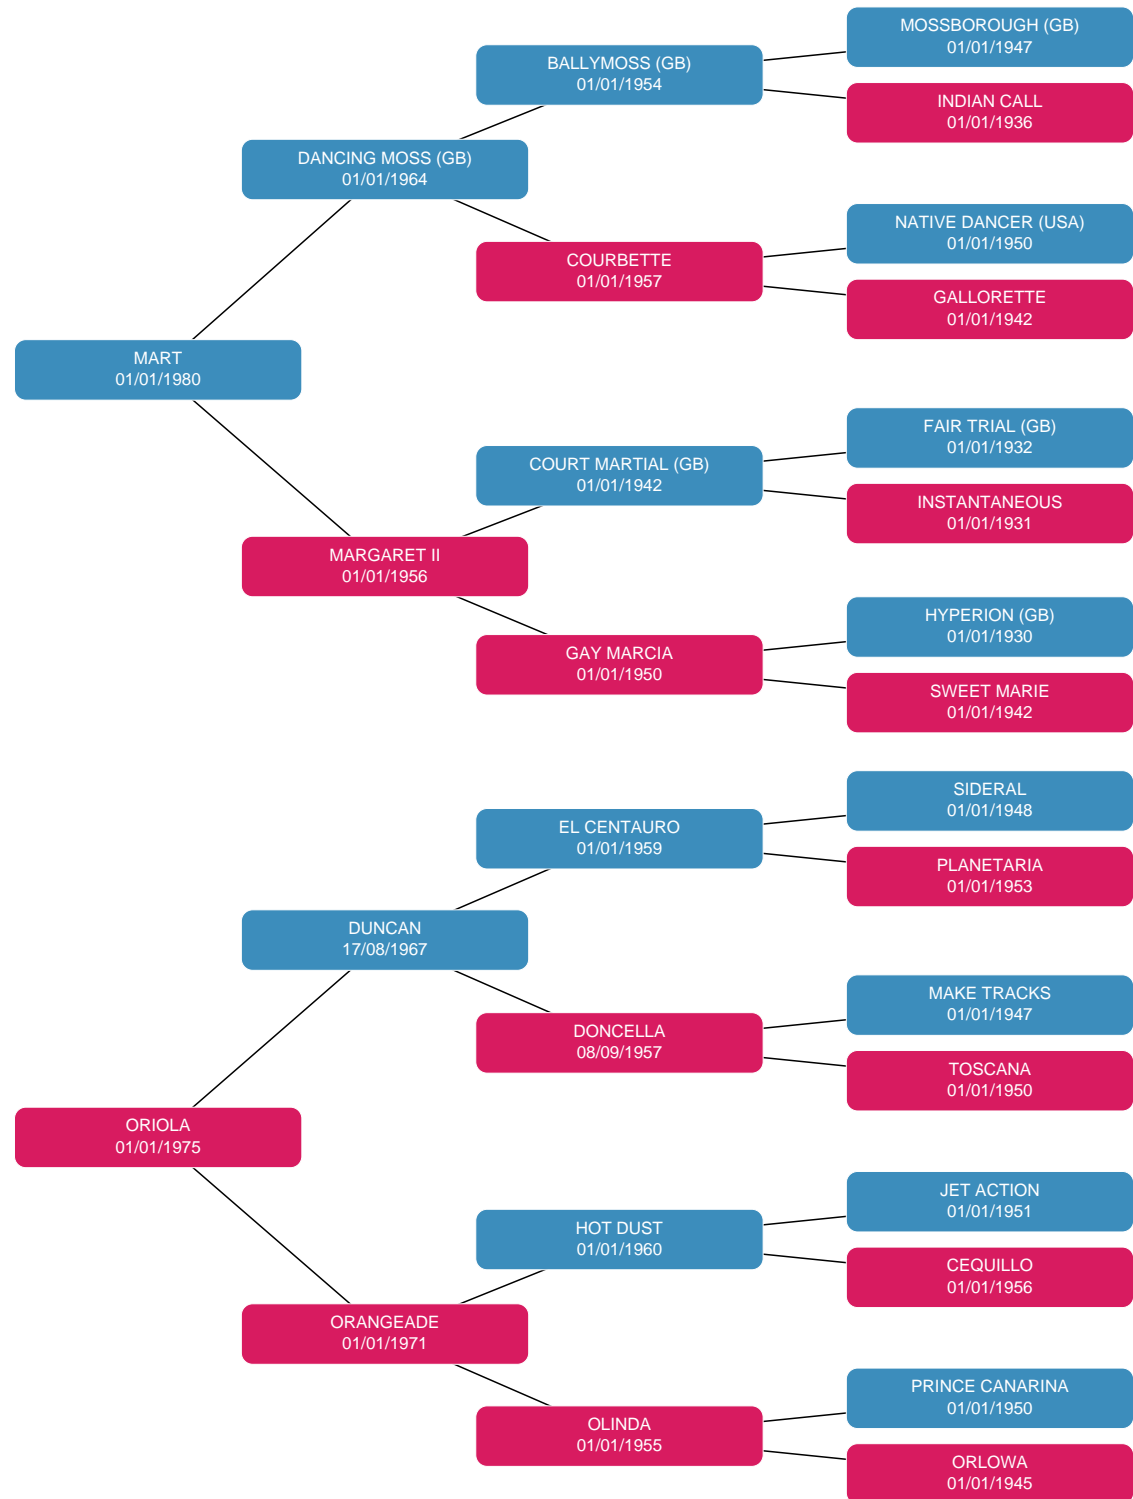 MOSSBOROUGH (GB)
01/01/1947
BALLYMOSS (GB)
01/01/1954
INDIAN CALL
01/01/1936
DANCING MOSS (GB)
01/01/1964
NATIVE DANCER (USA)
01/01/1950
COURBETTE
01/01/1957
GALLORETTE
01/01/1942
MART
01/01/1980
FAIR TRIAL (GB)
01/01/1932
COURT MARTIAL (GB)
01/01/1942
INSTANTANEOUS
01/01/1931
MARGARET II
01/01/1956
HYPERION (GB)
01/01/1930
GAY MARCIA
01/01/1950
SWEET MARIE
01/01/1942
SIDERAL
01/01/1948
EL CENTAURO
01/01/1959
PLANETARIA
01/01/1953
DUNCAN
17/08/1967
MAKE TRACKS
01/01/1947
DONCELLA
08/09/1957
TOSCANA
01/01/1950
ORIOLA
01/01/1975
JET ACTION
01/01/1951
HOT DUST
01/01/1960
CEQUILLO
01/01/1956
ORANGEADE
01/01/1971
PRINCE CANARINA
01/01/1950
OLINDA
01/01/1955
ORLOWA
01/01/1945